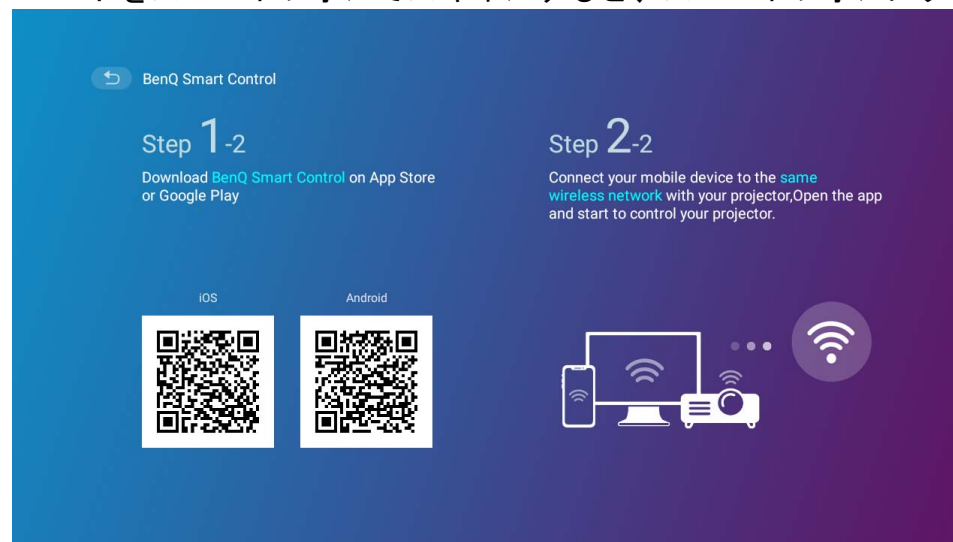 BenQ Smart Control
Step 1-2
Download BenQ Smart Control on App Store
or Google Play
iOS
Android
Step 2-2
Connect your mobile device to the same
wireless network with your projector,Open the app
and start to control your projector.